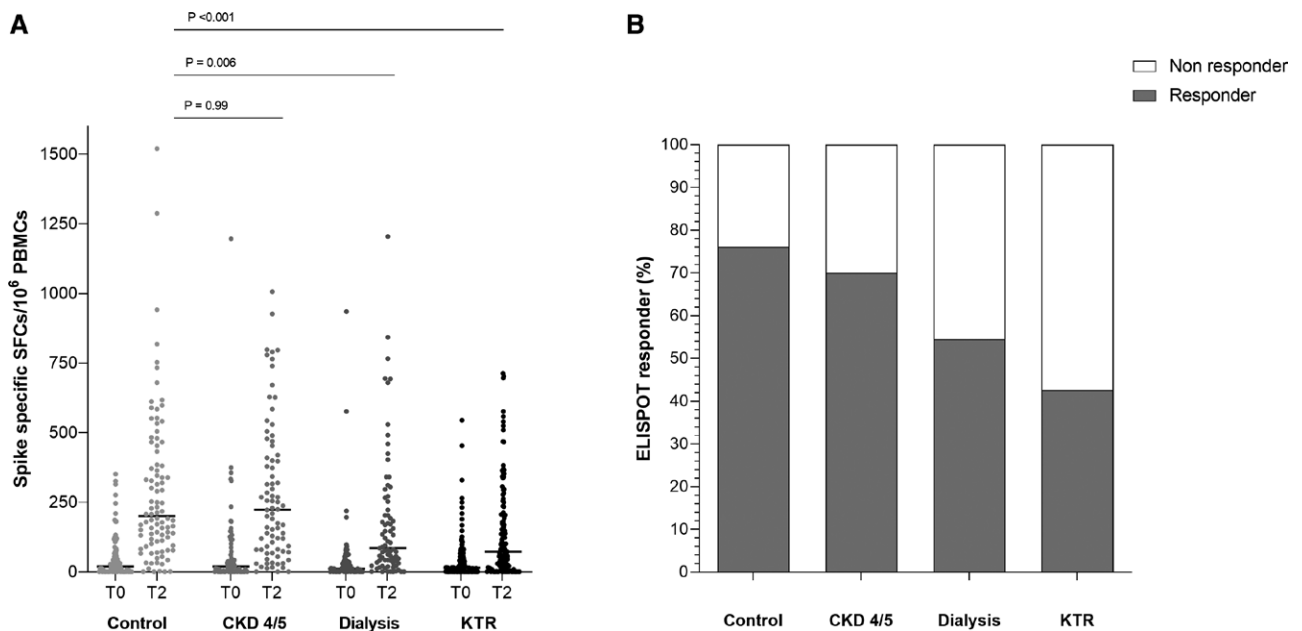 A
P <0.001
P = 0.006
P = 0.99
Spike specific SFCs/10⁶ PBMCs
1500
1250
1000
750
500
250
0
T0 T2 T0 T2 T0 T2 T0 T2
Control CKD 4/5 Dialysis KTR
B
Non responder
Responder
ELISPOT responder (%)
100
90
80
70
60
50
40
30
20
10
0
Control CKD 4/5 Dialysis KTR